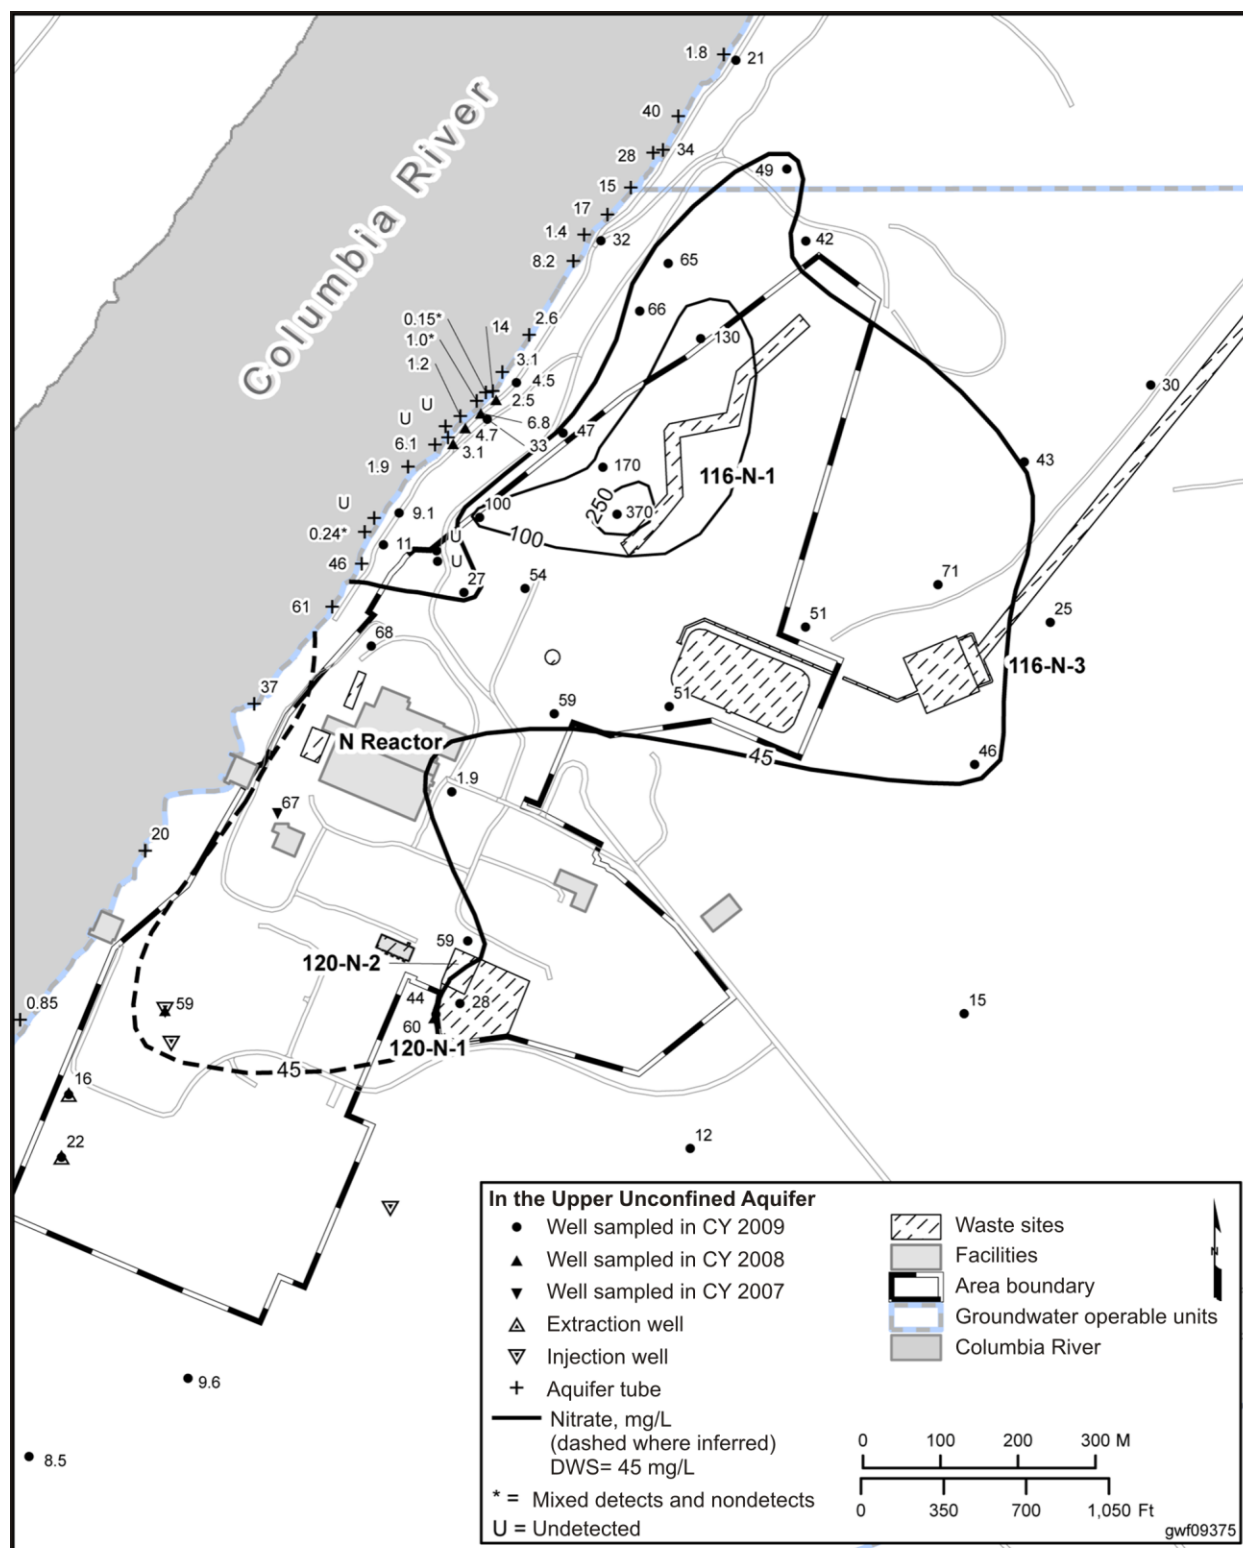 1.8
21
40
28
34
15
49
17
1.4
32
42
8.2
65
66
Columbia River
0.15*
14
2.6
1.0*
130
1.2
3.1
4.5
30
2.5
U
U
6.8
47
6.1
4.7
33
43
3.1
1.9
170
116-N-1
250
370
U
100
9.1
100
0.24*
U
11
U
46
27
54
71
61
51
25
68
116-N-3
37
59
51
N Reactor
45
46
1.9
67
20
59
120-N-2
0.85
59
44
28
15
60
120-N-1
45
16
22
12
9.6
8.5
In the Upper Unconfined Aquifer
Well sampled in CY 2009
Well sampled in CY 2008
Well sampled in CY 2007
Extraction well
Injection well
Aquifer tube
Nitrate, mg/L
(dashed where inferred)
DWS= 45 mg/L
* = Mixed detects and nondetects
U = Undetected
Waste sites
Facilities
Area boundary
Groundwater operable units
Columbia River
N
0 100 200 300 M
0 350 700 1,050 Ft
gwf09375